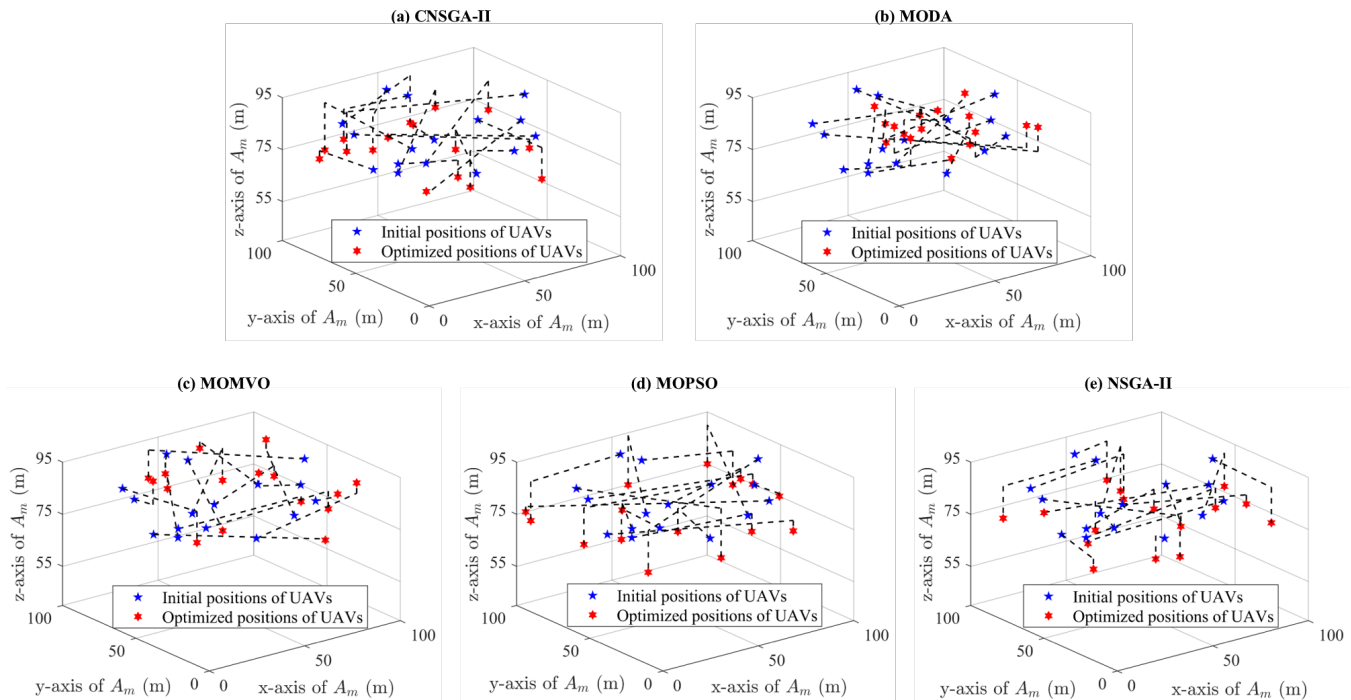 (a) CNSGA-II
z-axis of A_m (m)
95
75
55
100
50
0
y-axis of A_m (m)
0
50
100
x-axis of A_m (m)
Initial positions of UAVs
Optimized positions of UAVs
(b) MODA
z-axis of A_m (m)
95
75
55
100
50
0
y-axis of A_m (m)
0
50
100
x-axis of A_m (m)
Initial positions of UAVs
Optimized positions of UAVs
(c) MOMVO
z-axis of A_m (m)
95
75
55
100
50
0
y-axis of A_m (m)
0
50
100
x-axis of A_m (m)
Initial positions of UAVs
Optimized positions of UAVs
(d) MOPSO
z-axis of A_m (m)
95
75
55
100
50
0
y-axis of A_m (m)
0
50
100
x-axis of A_m (m)
Initial positions of UAVs
Optimized positions of UAVs
(e) NSGA-II
z-axis of A_m (m)
95
75
55
100
50
0
y-axis of A_m (m)
0
50
100
x-axis of A_m (m)
Initial positions of UAVs
Optimized positions of UAVs